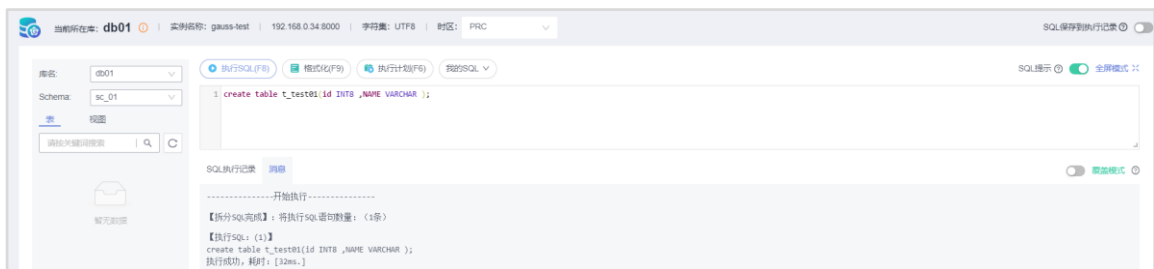 当前所在库: db01 | 实例名称: gauss-test | 192.168.0.34:8000 | 字符集: UTF8 | 时区: PRC
SQL保存到执行记录
库名: db01
Schema: sc_01
表 视图
请按关键词搜索
暂无数据
执行SQL(F8) 格式化(F9) 执行计划(F6) 我的SQL
SQL提示 全屏模式
1 create table t_test01(id INT8 ,NAME VARCHAR );
SQL执行记录 消息
覆盖模式
---------------开始执行---------------
【拆分SQL完成】：将执行SQL语句数量：（1条）
【执行SQL：(1)】
create table t_test01(id INT8 ,NAME VARCHAR );
执行成功，耗时：[32ms.]